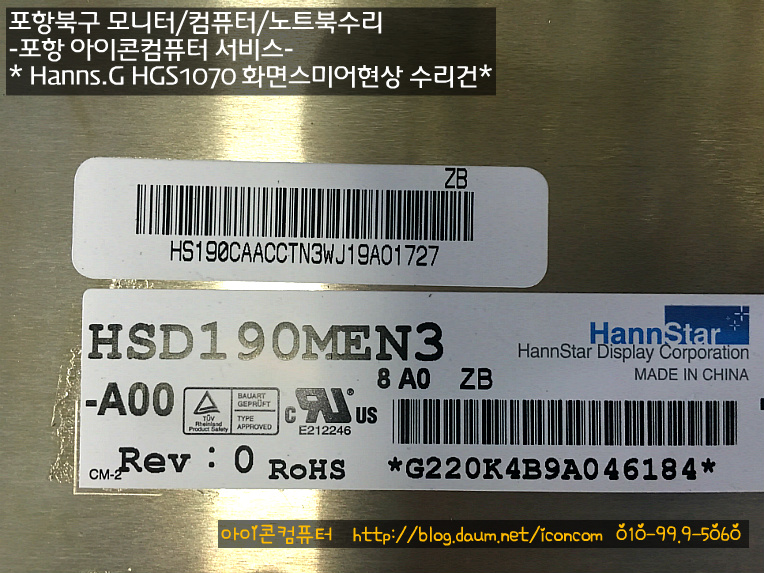 포항북구 모니터/컴퓨터/노트북수리
-포항 아이콘컴퓨터 서비스-
* Hanns.G HGS1070 화면스미어현상 수리건*
ZB
HS190CAACCTN3WJ19A01727
HSD190MEN3
HannStar
HannStar Display Corporation
MADE IN CHINA
-A00
8 A0 ZB
TÜV
Rheinland
Product Safety
BAUART
GEPRÜFT
TYPE
APPROVED
c RU US
E212246
CM-2
Rev : 0 RoHS
*G220K4B9A046184*
아이콘컴퓨터 http://blog.daum.net/iconcom 010-99.9-5060